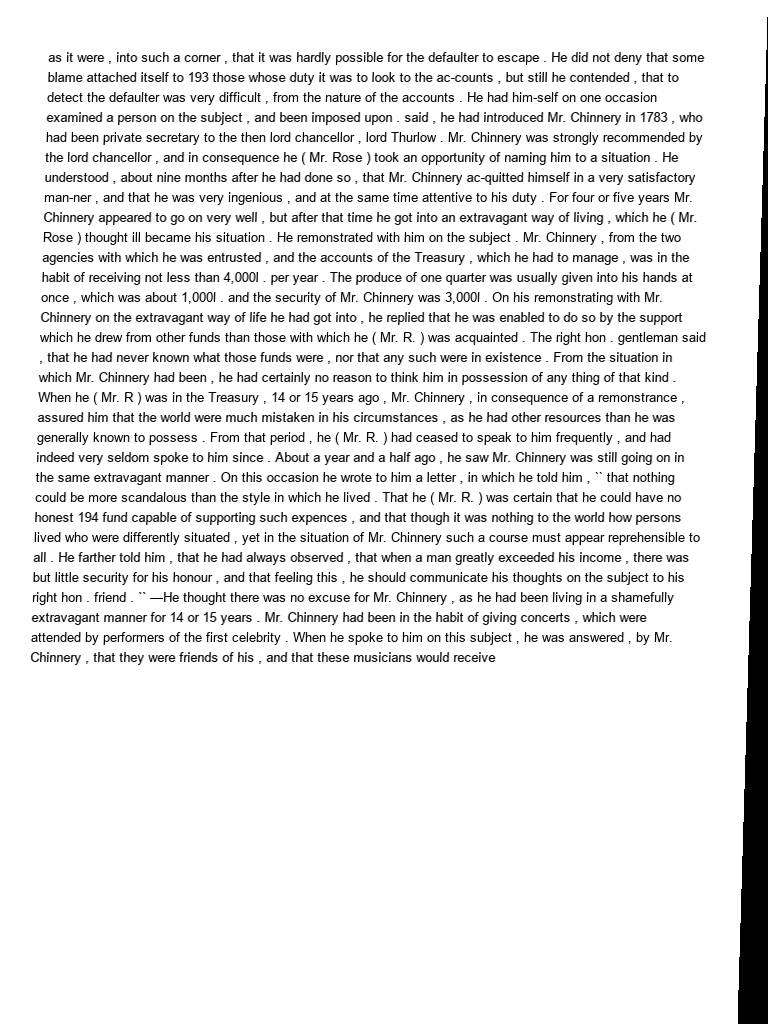 as it were , into such a corner , that it was hardly possible for the defaulter to escape . He did not deny that some
blame attached itself to 193 those whose duty it was to look to the ac-counts , but still he contended , that to
detect the defaulter was very difficult , from the nature of the accounts . He had him-self on one occasion
examined a person on the subject , and been imposed upon . said , he had introduced Mr. Chinnery in 1783 , who
had been private secretary to the then lord chancellor , lord Thurlow . Mr. Chinnery was strongly recommended by
the lord chancellor , and in consequence he ( Mr. Rose ) took an opportunity of naming him to a situation . He
understood , about nine months after he had done so , that Mr. Chinnery ac-quitted himself in a very satisfactory
man-ner , and that he was very ingenious , and at the same time attentive to his duty . For four or five years Mr.
Chinnery appeared to go on very well , but after that time he got into an extravagant way of living , which he ( Mr.
Rose ) thought ill became his situation . He remonstrated with him on the subject . Mr. Chinnery , from the two
agencies with which he was entrusted , and the accounts of the Treasury , which he had to manage , was in the
habit of receiving not less than 4,000l . per year . The produce of one quarter was usually given into his hands at
once , which was about 1,000l . and the security of Mr. Chinnery was 3,000l . On his remonstrating with Mr.
Chinnery on the extravagant way of life he had got into , he replied that he was enabled to do so by the support
which he drew from other funds than those with which he ( Mr. R. ) was acquainted . The right hon . gentleman said
, that he had never known what those funds were , nor that any such were in existence . From the situation in
which Mr. Chinnery had been , he had certainly no reason to think him in possession of any thing of that kind .
When he ( Mr. R ) was in the Treasury , 14 or 15 years ago , Mr. Chinnery , in consequence of a remonstrance ,
assured him that the world were much mistaken in his circumstances , as he had other resources than he was
generally known to possess . From that period , he ( Mr. R. ) had ceased to speak to him frequently , and had
indeed very seldom spoke to him since . About a year and a half ago , he saw Mr. Chinnery was still going on in
the same extravagant manner . On this occasion he wrote to him a letter , in which he told him , `` that nothing
could be more scandalous than the style in which he lived . That he ( Mr. R. ) was certain that he could have no
honest 194 fund capable of supporting such expences , and that though it was nothing to the world how persons
lived who were differently situated , yet in the situation of Mr. Chinnery such a course must appear reprehensible to
all . He farther told him , that he had always observed , that when a man greatly exceeded his income , there was
but little security for his honour , and that feeling this , he should communicate his thoughts on the subject to his
right hon . friend . `` —He thought there was no excuse for Mr. Chinnery , as he had been living in a shamefully
extravagant manner for 14 or 15 years . Mr. Chinnery had been in the habit of giving concerts , which were
attended by performers of the first celebrity . When he spoke to him on this subject , he was answered , by Mr.
Chinnery , that they were friends of his , and that these musicians would receive